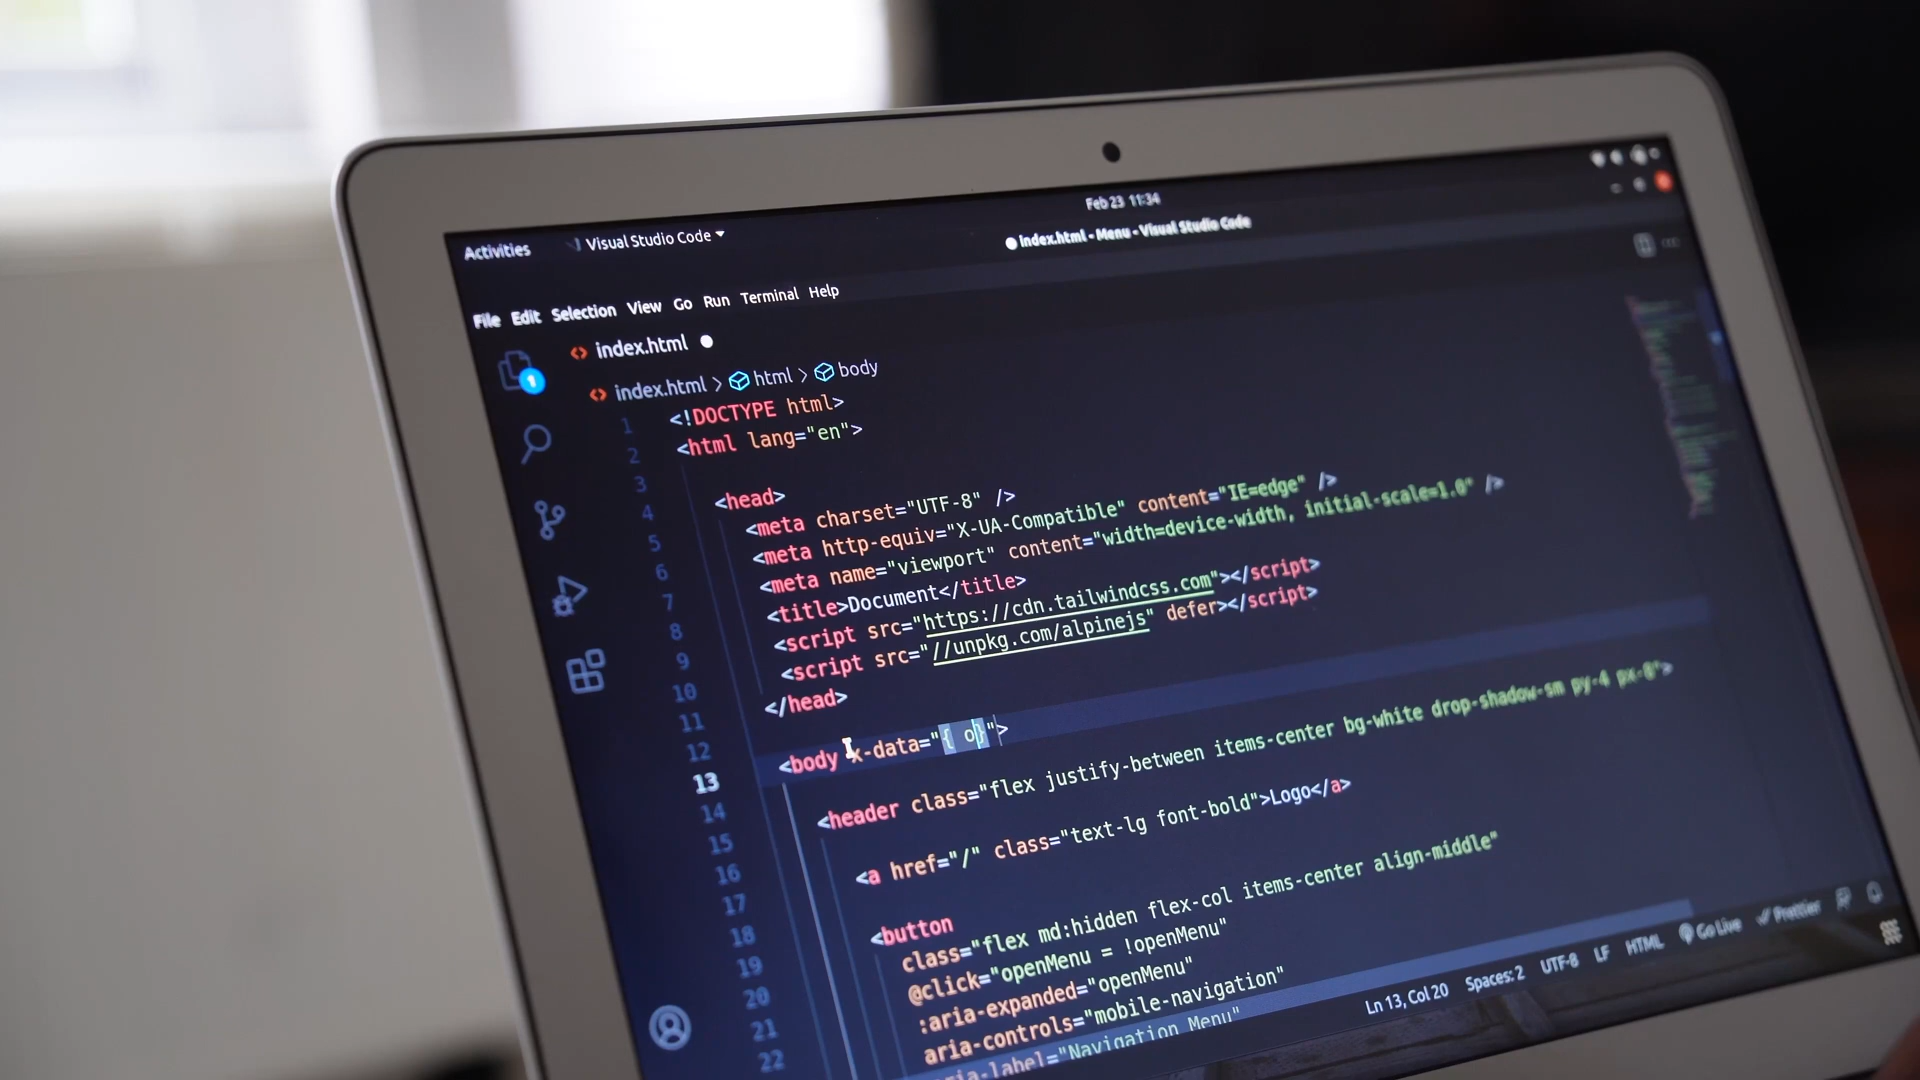 Feb 23 11:34
Activities
Visual Studio Code
index.html - Menu - Visual Studio Code
File Edit Selection View Go Run Terminal Help
index.html
1
index.html > html > body
1 <!DOCTYPE html>
2 <html lang="en">
3
4 <head>
5 <meta charset="UTF-8" />
6 <meta http-equiv="X-UA-Compatible" content="IE=edge" />
7 <meta name="viewport" content="width=device-width, initial-scale=1.0" />
8 <title>Document</title>
9 <script src="https://cdn.tailwindcss.com"></script>
10 <script src="//unpkg.com/alpinejs" defer></script>
11 </head>
12
13 <body x-data="{ o}">
14 <header class="flex justify-between items-center bg-white drop-shadow-sm py-4 px-8">
15
16 <a href="/" class="text-lg font-bold">Logo</a>
17
18 <button
19 class="flex md:hidden flex-col items-center align-middle"
20 @click="openMenu = !openMenu"
21 :aria-expanded="openMenu"
22 aria-controls="mobile-navigation"
aria-label="Navigation Menu"
Ln 13, Col 20 Spaces: 2 UTF-8 LF HTML Go Live Prettier